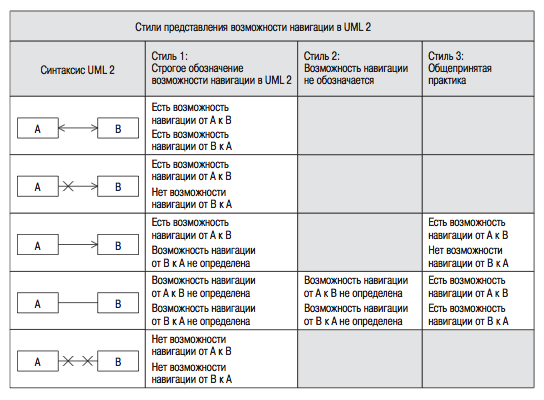 Стили представления возможности навигации в UML 2
Синтаксис UML 2
Стиль 1:
Строгое обозначение
возможности навигации в UML 2
Стиль 2:
Возможность навигации
не обозначается
Стиль 3:
Общепринятая
практика
A
B
Есть возможность
навигации от A к B
Есть возможность
навигации от B к A
A
B
Есть возможность
навигации от A к B
Нет возможности
навигации от B к A
A
B
Есть возможность
навигации от A к B
Возможность навигации
от B к A не определена
Есть возможность
навигации от A к B
Нет возможности
навигации от B к A
A
B
Возможность навигации
от A к B не определена
Возможность навигации
от B к A не определена
Возможность навигации
от A к B не определена
Возможность навигации
от B к A не определена
Есть возможность
навигации от A к B
Есть возможность
навигации от B к A
A
B
Нет возможности
навигации от A к B
Нет возможности
навигации от B к A